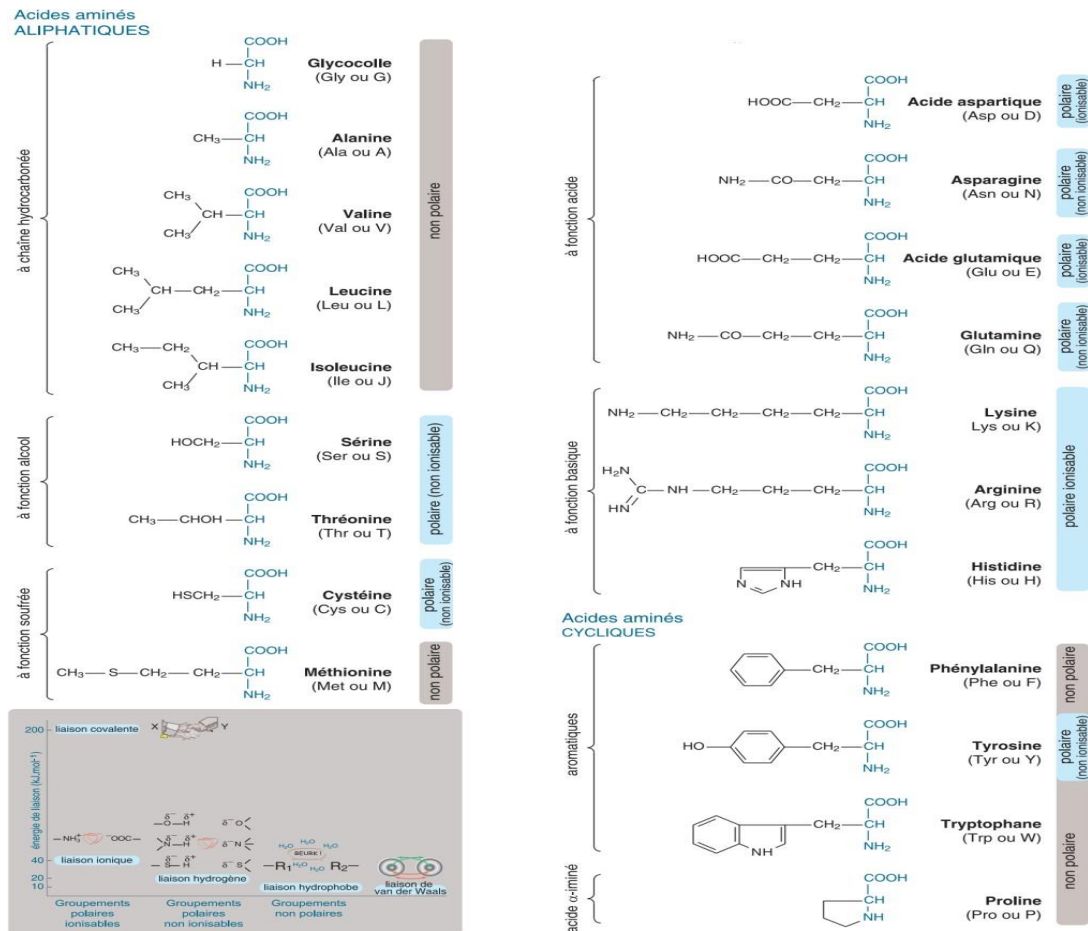 Acides aminés
ALIPHATIQUES
à chaîne hydrocarbonée
COOH
H—CH
NH₂
Glycocolle
(Gly ou G)
COOH
CH₃—CH
NH₂
Alanine
(Ala ou A)
CH₃
CH₃
CH—CH
COOH
NH₂
Valine
(Val ou V)
CH₃
CH₃
CH—CH₂—CH
COOH
NH₂
Leucine
(Leu ou L)
CH₃—CH₂
CH₃
CH—CH
COOH
NH₂
Isoleucine
(Ile ou J)
non polaire
à fonction alcool
COOH
HOCH₂—CH
NH₂
Sérine
(Ser ou S)
COOH
CH₃—CHOH—CH
NH₂
Thréonine
(Thr ou T)
polaire (non ionisable)
à fonction soufrée
COOH
HSCH₂—CH
NH₂
Cystéine
(Cys ou C)
polaire
(non ionisable)
COOH
CH₃—S—CH₂—CH₂—CH
NH₂
Méthionine
(Met ou M)
non polaire
énergie de liaison (kJ.mol⁻¹)
200
40
20
10
liaison covalente
X
Y
—NH₃⁺ ⁻OOC—
liaison ionique
δ⁻ δ⁺
—O—H
δ⁻O
δ⁻ δ⁺
N—H
δ⁻N
δ⁻ δ⁺
—S—H
δ⁻S
liaison hydrogène
H₂O
H₂O
H₂O
BEURK !
—R₁
H₂O
H₂O
R₂—
liaison hydrophobe
liaison de
van der Waals
Groupements
polaires
ionisables
Groupements
polaires
non ionisables
Groupements
non polaires
à fonction acide
COOH
HOOC—CH₂—CH
NH₂
Acide aspartique
(Asp ou D)
polaire
(ionisable)
COOH
NH₂—CO—CH₂—CH
NH₂
Asparagine
(Asn ou N)
polaire
(non ionisable)
COOH
HOOC—CH₂—CH₂—CH
NH₂
Acide glutamique
(Glu ou E)
polaire
(ionisable)
COOH
NH₂—CO—CH₂—CH₂—CH
NH₂
Glutamine
(Gln ou Q)
polaire
(non ionisable)
à fonction basique
COOH
NH₂—CH₂—CH₂—CH₂—CH₂—CH
NH₂
Lysine
Lys ou K)
H₂N
HN
C—NH—CH₂—CH₂—CH₂—CH
COOH
NH₂
Arginine
(Arg ou R)
COOH
CH₂—CH
NH₂
N
NH
Histidine
(His ou H)
polaire ionisable
Acides aminés
CYCLIQUES
aromatiques
COOH
CH₂—CH
NH₂
Phénylalanine
(Phe ou F)
non polaire
COOH
HO
CH₂—CH
NH₂
Tyrosine
(Tyr ou Y)
polaire
(non ionisable)
COOH
CH₂—CH
NH₂
NH
Tryptophane
(Trp ou W)
non polaire
acide α-iminé
COOH
CH
NH
Proline
(Pro ou P)